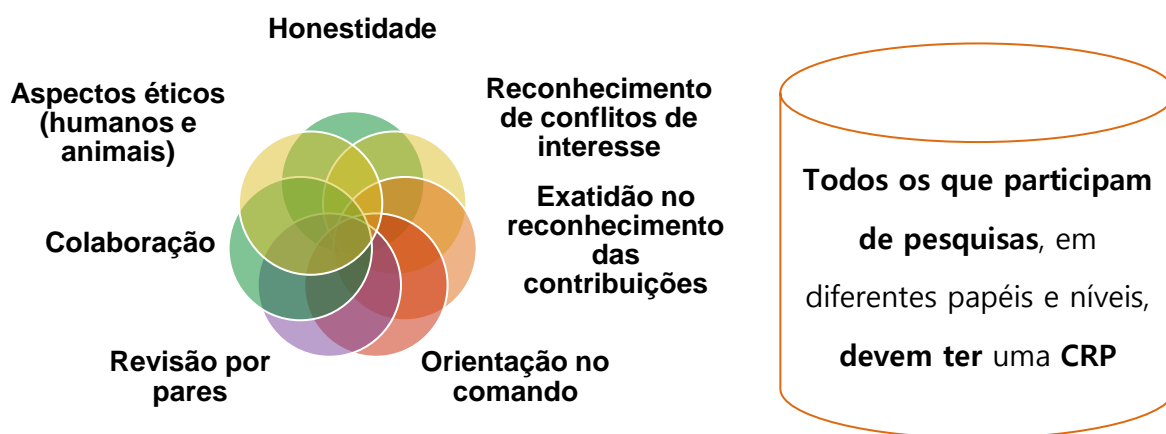 Honestidade
Reconhecimento
de conflitos de
interesse
Exatidão no
reconhecimento
das
contribuições
Orientação no
comando
Revisão por
pares
Colaboração
Aspectos éticos
(humanos e
animais)
Todos os que participam
de pesquisas, em
diferentes papéis e níveis,
devem ter uma CRP